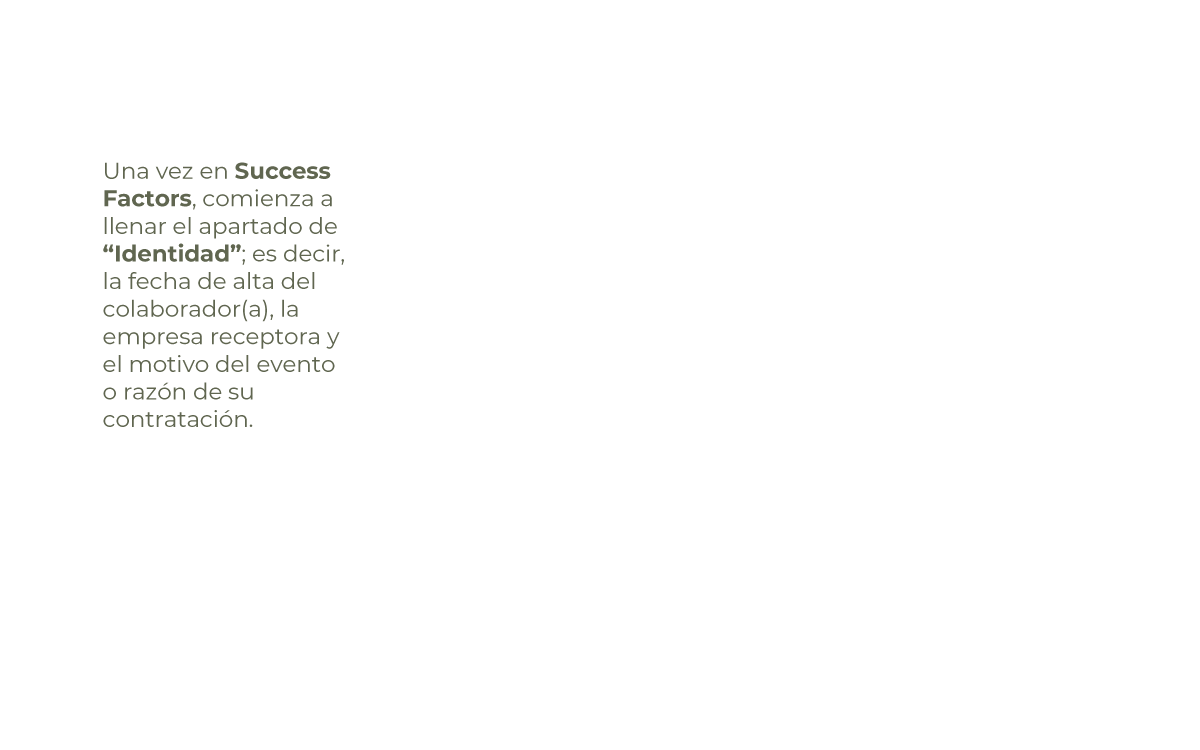 Una vez en Success
Factors, comienza a
llenar el apartado de
“Identidad”; es decir,
la fecha de alta del
colaborador(a), la
empresa receptora y
el motivo del evento
o razón de su
contratación.